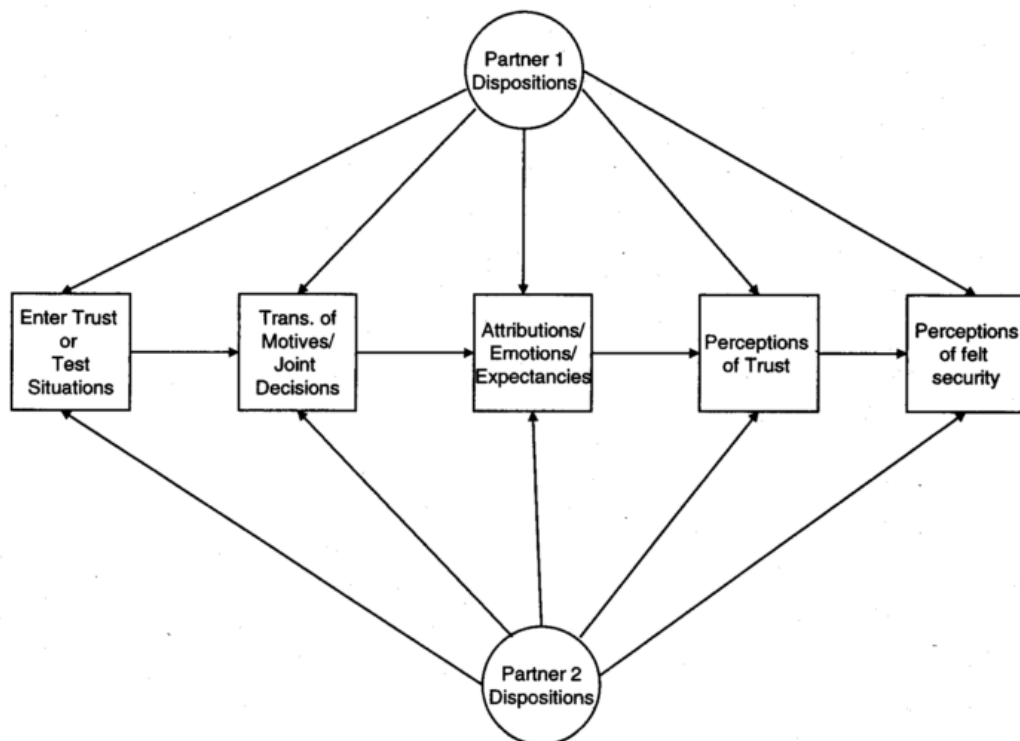 Partner 1
Dispositions
Enter Trust
or
Test
Situations
Trans. of
Motives/
Joint
Decisions
Attributions/
Emotions/
Expectancies
Perceptions
of Trust
Perceptions
of felt
security
Partner 2
Dispositions